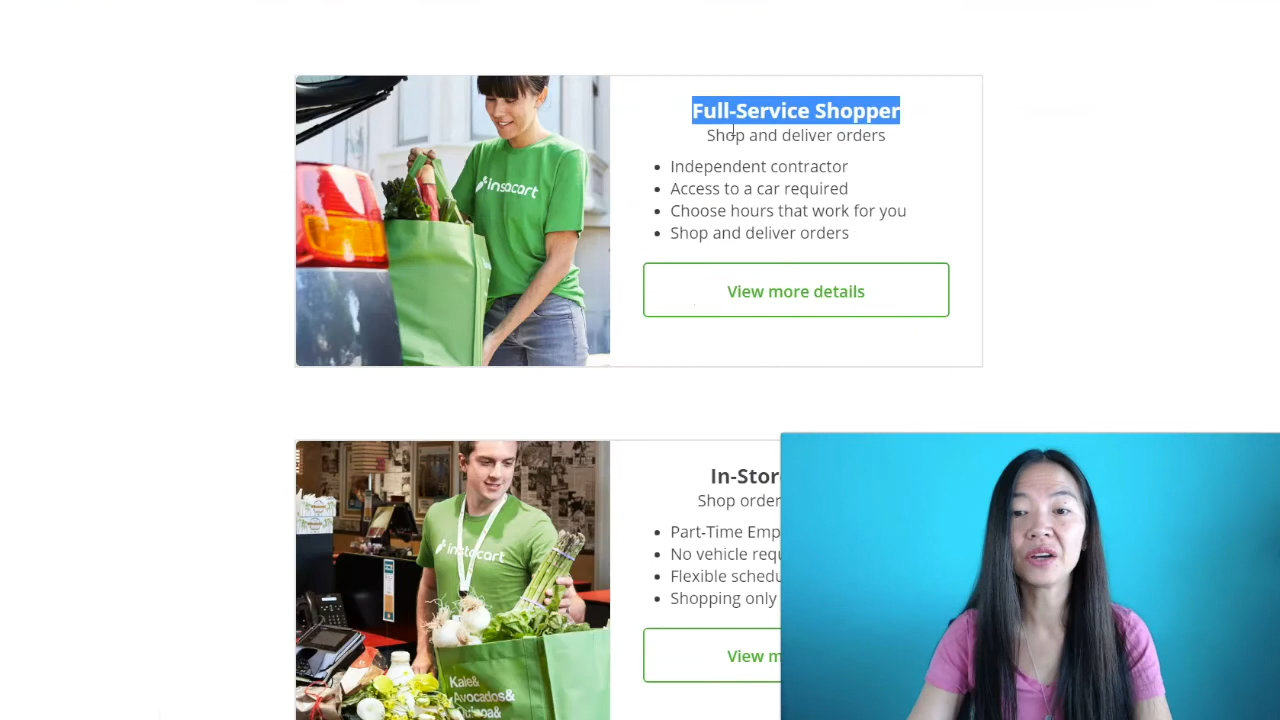 Full-Service Shopper
Shop and deliver orders
Independent contractor
Access to a car required
Choose hours that work for you
Shop and deliver orders
View more details
instacart
In-Stor
Shop order
Part-Time Emp
No vehicle requ
Flexible schedu
Shopping only
View m
instacart
Kale&
Avocados&
Quinoa&